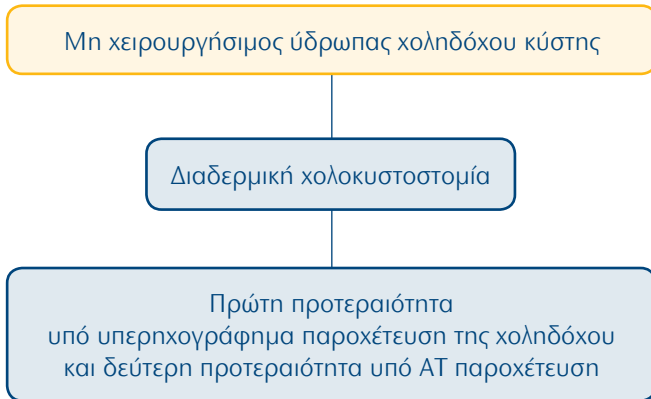 Μη χειρουργήσιμος ύδρωπας χοληδόχου κύστης
Διαδερμική χολοκυστοστομία
Πρώτη προτεραιότητα
υπό υπερηχογράφημα παροχέτευση της χοληδόχου
και δεύτερη προτεραιότητα υπό ΑΤ παροχέτευση